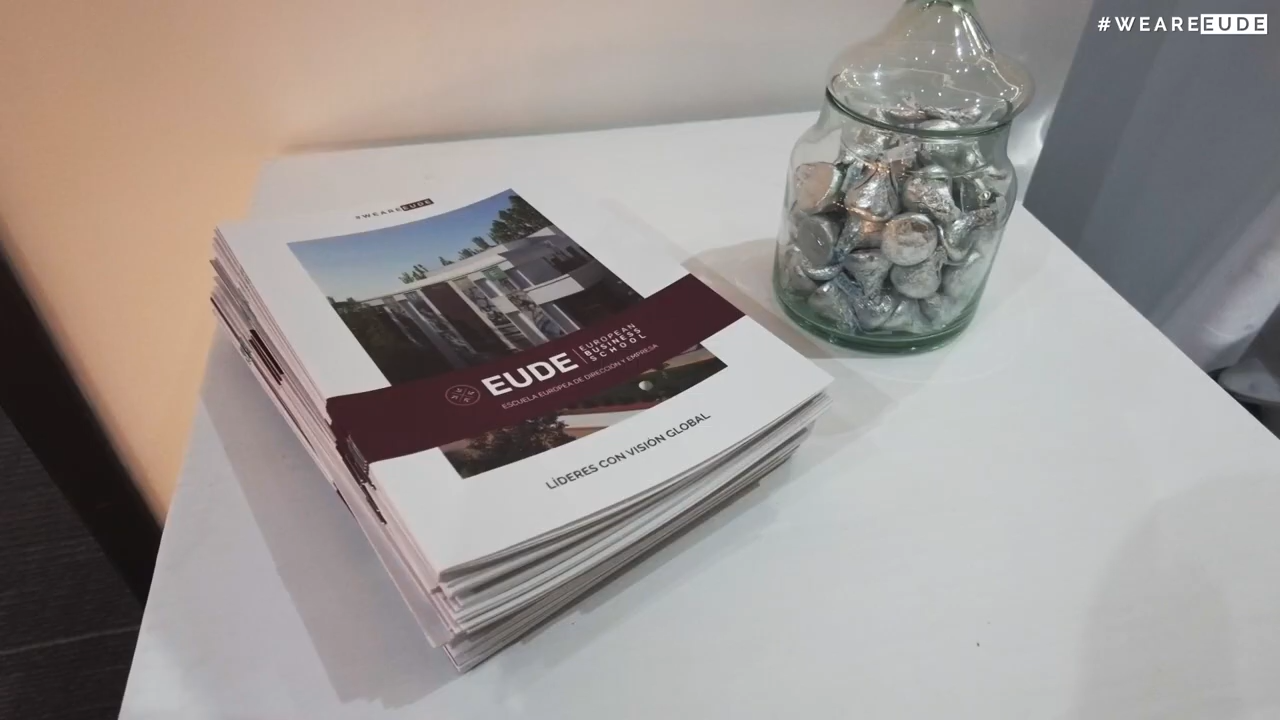 #WEAREEUDE
#WEAREEUDE
EUDE
EUROPEAN
BUSINESS
SCHOOL
ESCUELA EUROPEA DE DIRECCIÓN Y EMPRESA
LÍDERES CON VISIÓN GLOBAL